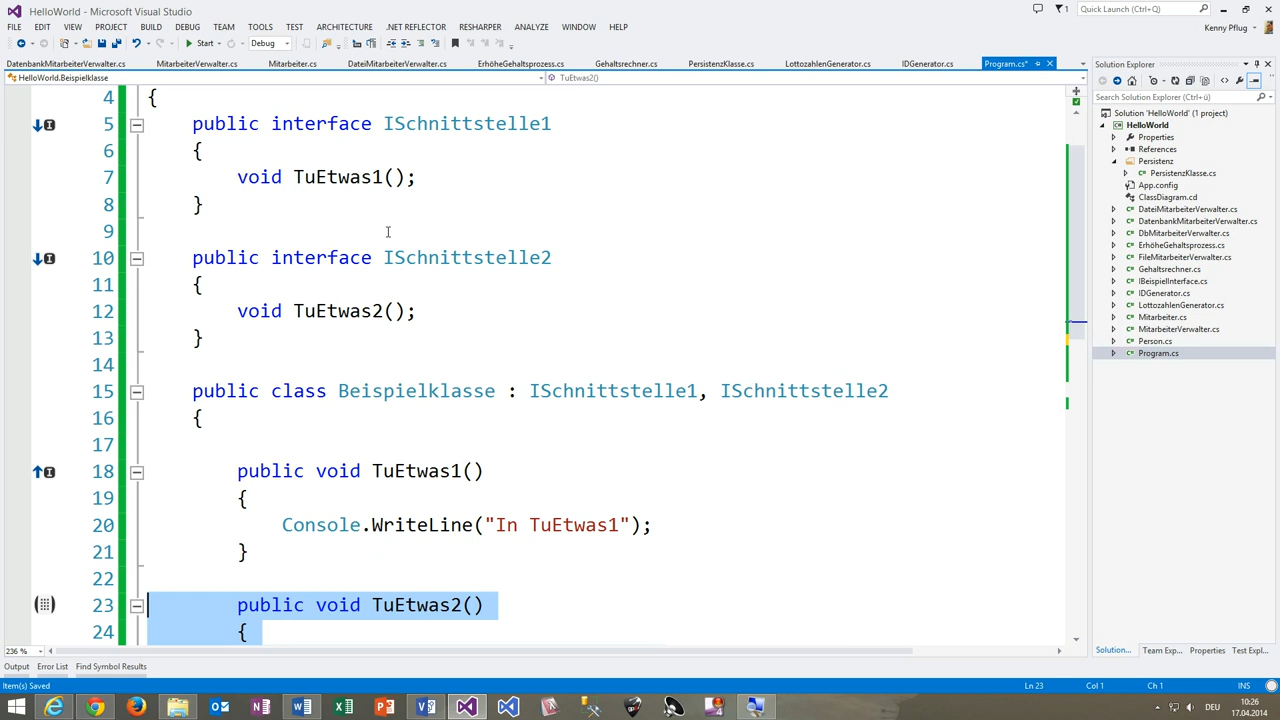 HelloWorld - Microsoft Visual Studio
1
Quick Launch (Ctrl+Q)
FILE EDIT VIEW PROJECT BUILD DEBUG TEAM TOOLS TEST ARCHITECTURE .NET REFLECTOR RESHARPER ANALYZE WINDOW HELP
Kenny Pflug
Start
Debug
DatenbankMitarbeiterVerwalter.cs MitarbeiterVerwalter.cs Mitarbeiter.cs DateiMitarbeiterVerwalter.cs ErhöheGehaltsprozess.cs Gehaltsrechner.cs PersistenzKlasse.cs LottozahlenGenerator.cs IDGenerator.cs Program.cs*
HelloWorld.Beispielklasse
TuEtwas2()
4 {
5 public interface ISchnittstelle1
6 {
7 void TuEtwas1();
8 }
9
10 public interface ISchnittstelle2
11 {
12 void TuEtwas2();
13 }
14
15 public class Beispielklasse : ISchnittstelle1, ISchnittstelle2
16 {
17
18 public void TuEtwas1()
19 {
20 Console.WriteLine("In TuEtwas1");
21 }
22
23 public void TuEtwas2()
24 {
236 %
Solution Explorer
Search Solution Explorer (Ctrl+ü)
Solution 'HelloWorld' (1 project)
HelloWorld
Properties
References
Persistenz
PersistenzKlasse.cs
App.config
ClassDiagram.cd
DateiMitarbeiterVerwalter.cs
DatenbankMitarbeiterVerwalter.cs
DbMitarbeiterVerwalter.cs
ErhöheGehaltsprozess.cs
FileMitarbeiterVerwalter.cs
Gehaltsrechner.cs
IBeispielInterface.cs
IDGenerator.cs
LottozahlenGenerator.cs
Mitarbeiter.cs
MitarbeiterVerwalter.cs
Person.cs
Program.cs
Solution... Team Exp... Properties Test Expl...
Output Error List Find Symbol Results
Item(s) Saved
Ln 23 Col 1 Ch 1 INS
DEU
10:26
17.04.2014